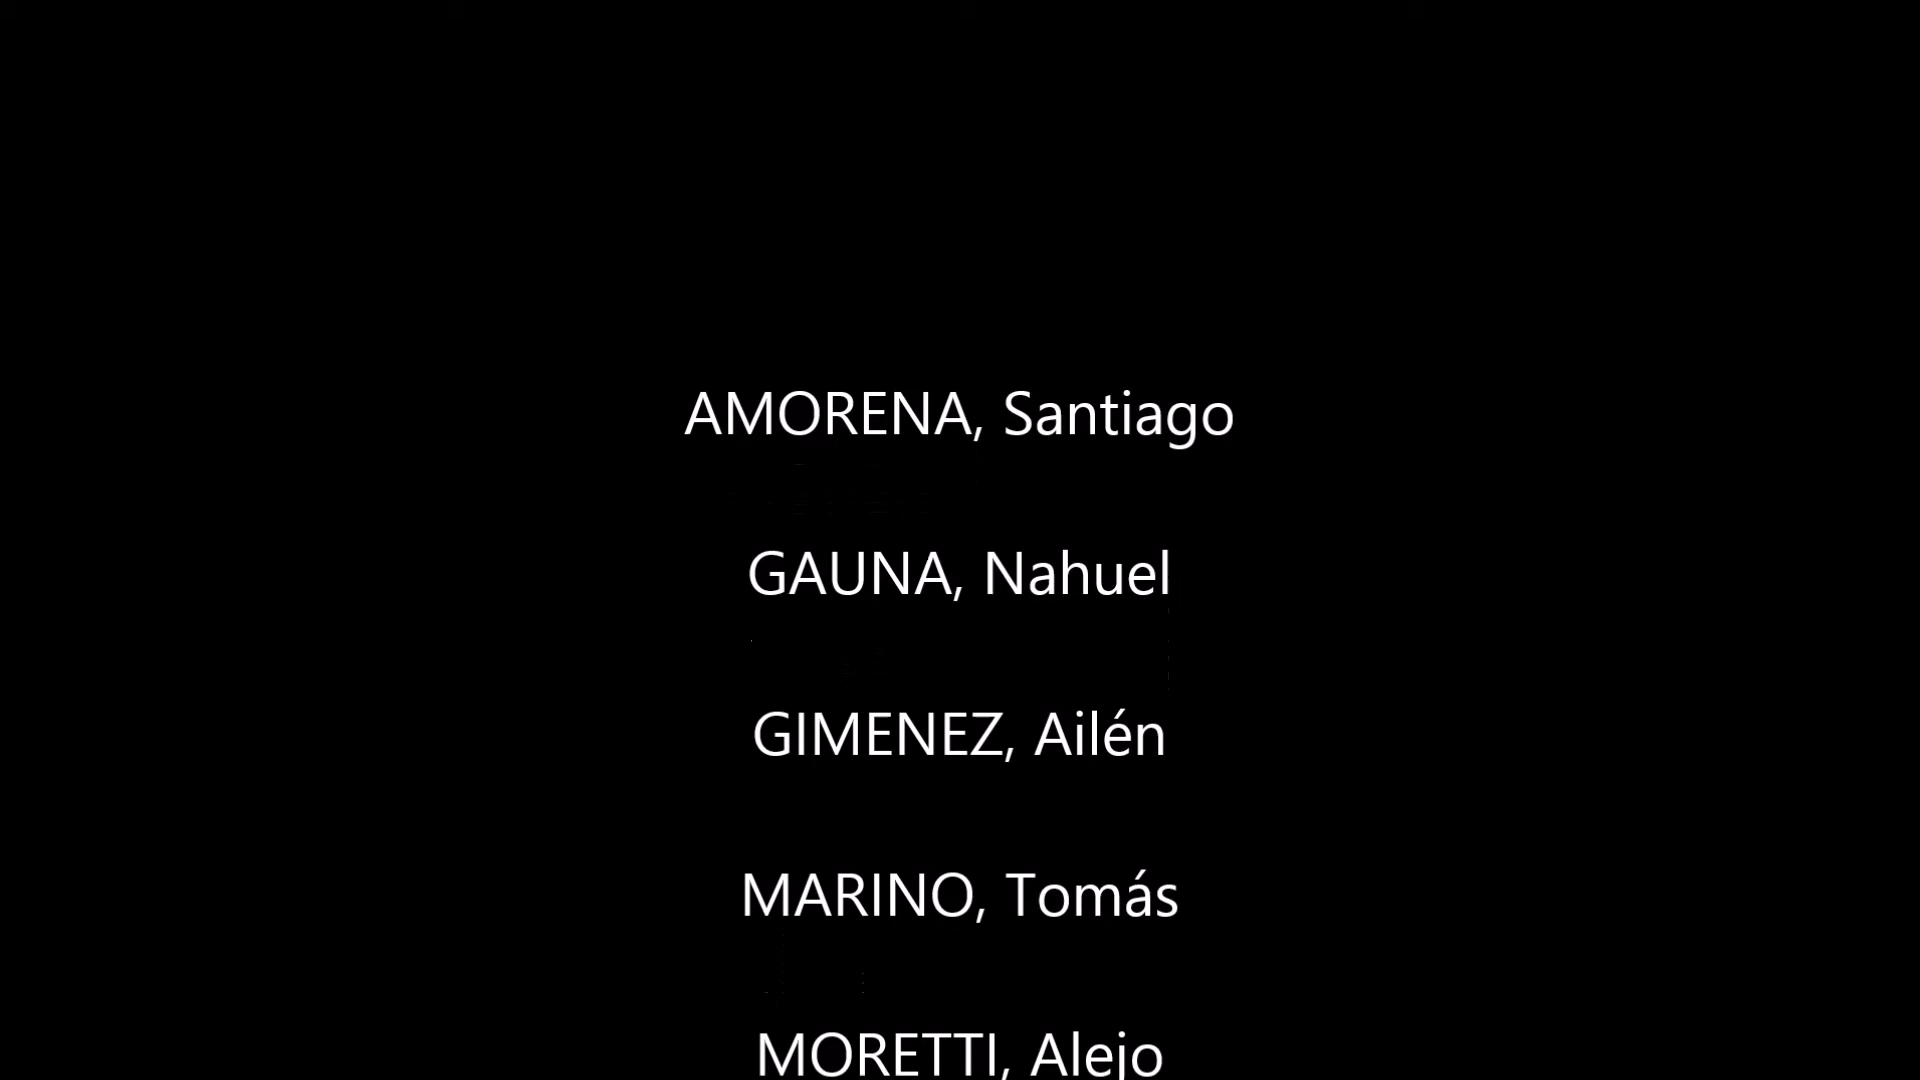 AMORENA, Santiago
GAUNA, Nahuel
GIMENEZ, Ailén
MARINO, Tomás
MORETTI, Alejo